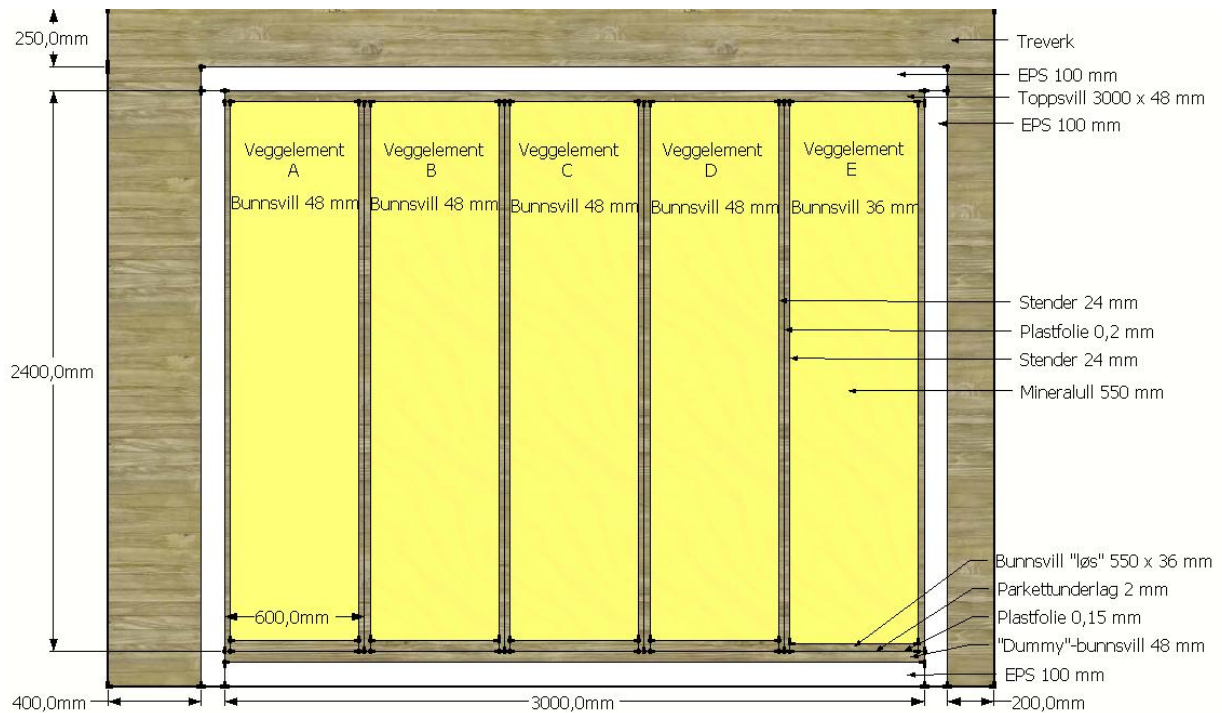 250,0mm
Treverk
EPS 100 mm
Toppsvill 3000 x 48 mm
EPS 100 mm
Veggelement
A
Bunnsvill 48 mm
Veggelement
B
Bunnsvill 48 mm
Veggelement
C
Bunnsvill 48 mm
Veggelement
D
Bunnsvill 48 mm
Veggelement
E
Bunnsvill 36 mm
Stender 24 mm
Plastfolie 0,2 mm
Stender 24 mm
2400,0mm
Mineralull 550 mm
Bunnsvill "løs" 550 x 36 mm
Parkettunderlag 2 mm
600,0mm
Plastfolie 0,15 mm
"Dummy"-bunnsvill 48 mm
EPS 100 mm
400,0mm
3000,0mm
200,0mm